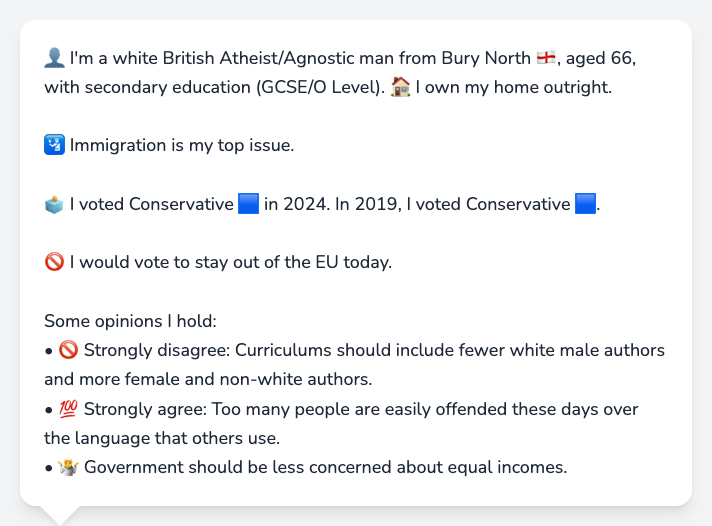 👤 I'm a white British Atheist/Agnostic man from Bury North 🏴󠁧󠁢󠁥󠁮󠁧󠁿, aged 66,
with secondary education (GCSE/O Level). 🏠 I own my home outright.
🛂 Immigration is my top issue.
🗳️ I voted Conservative 🟦 in 2024. In 2019, I voted Conservative 🟦.
🚫 I would vote to stay out of the EU today.
Some opinions I hold:
• 🚫 Strongly disagree: Curriculums should include fewer white male authors
and more female and non-white authors.
• 💯 Strongly agree: Too many people are easily offended these days over
the language that others use.
• 🤷 Government should be less concerned about equal incomes.